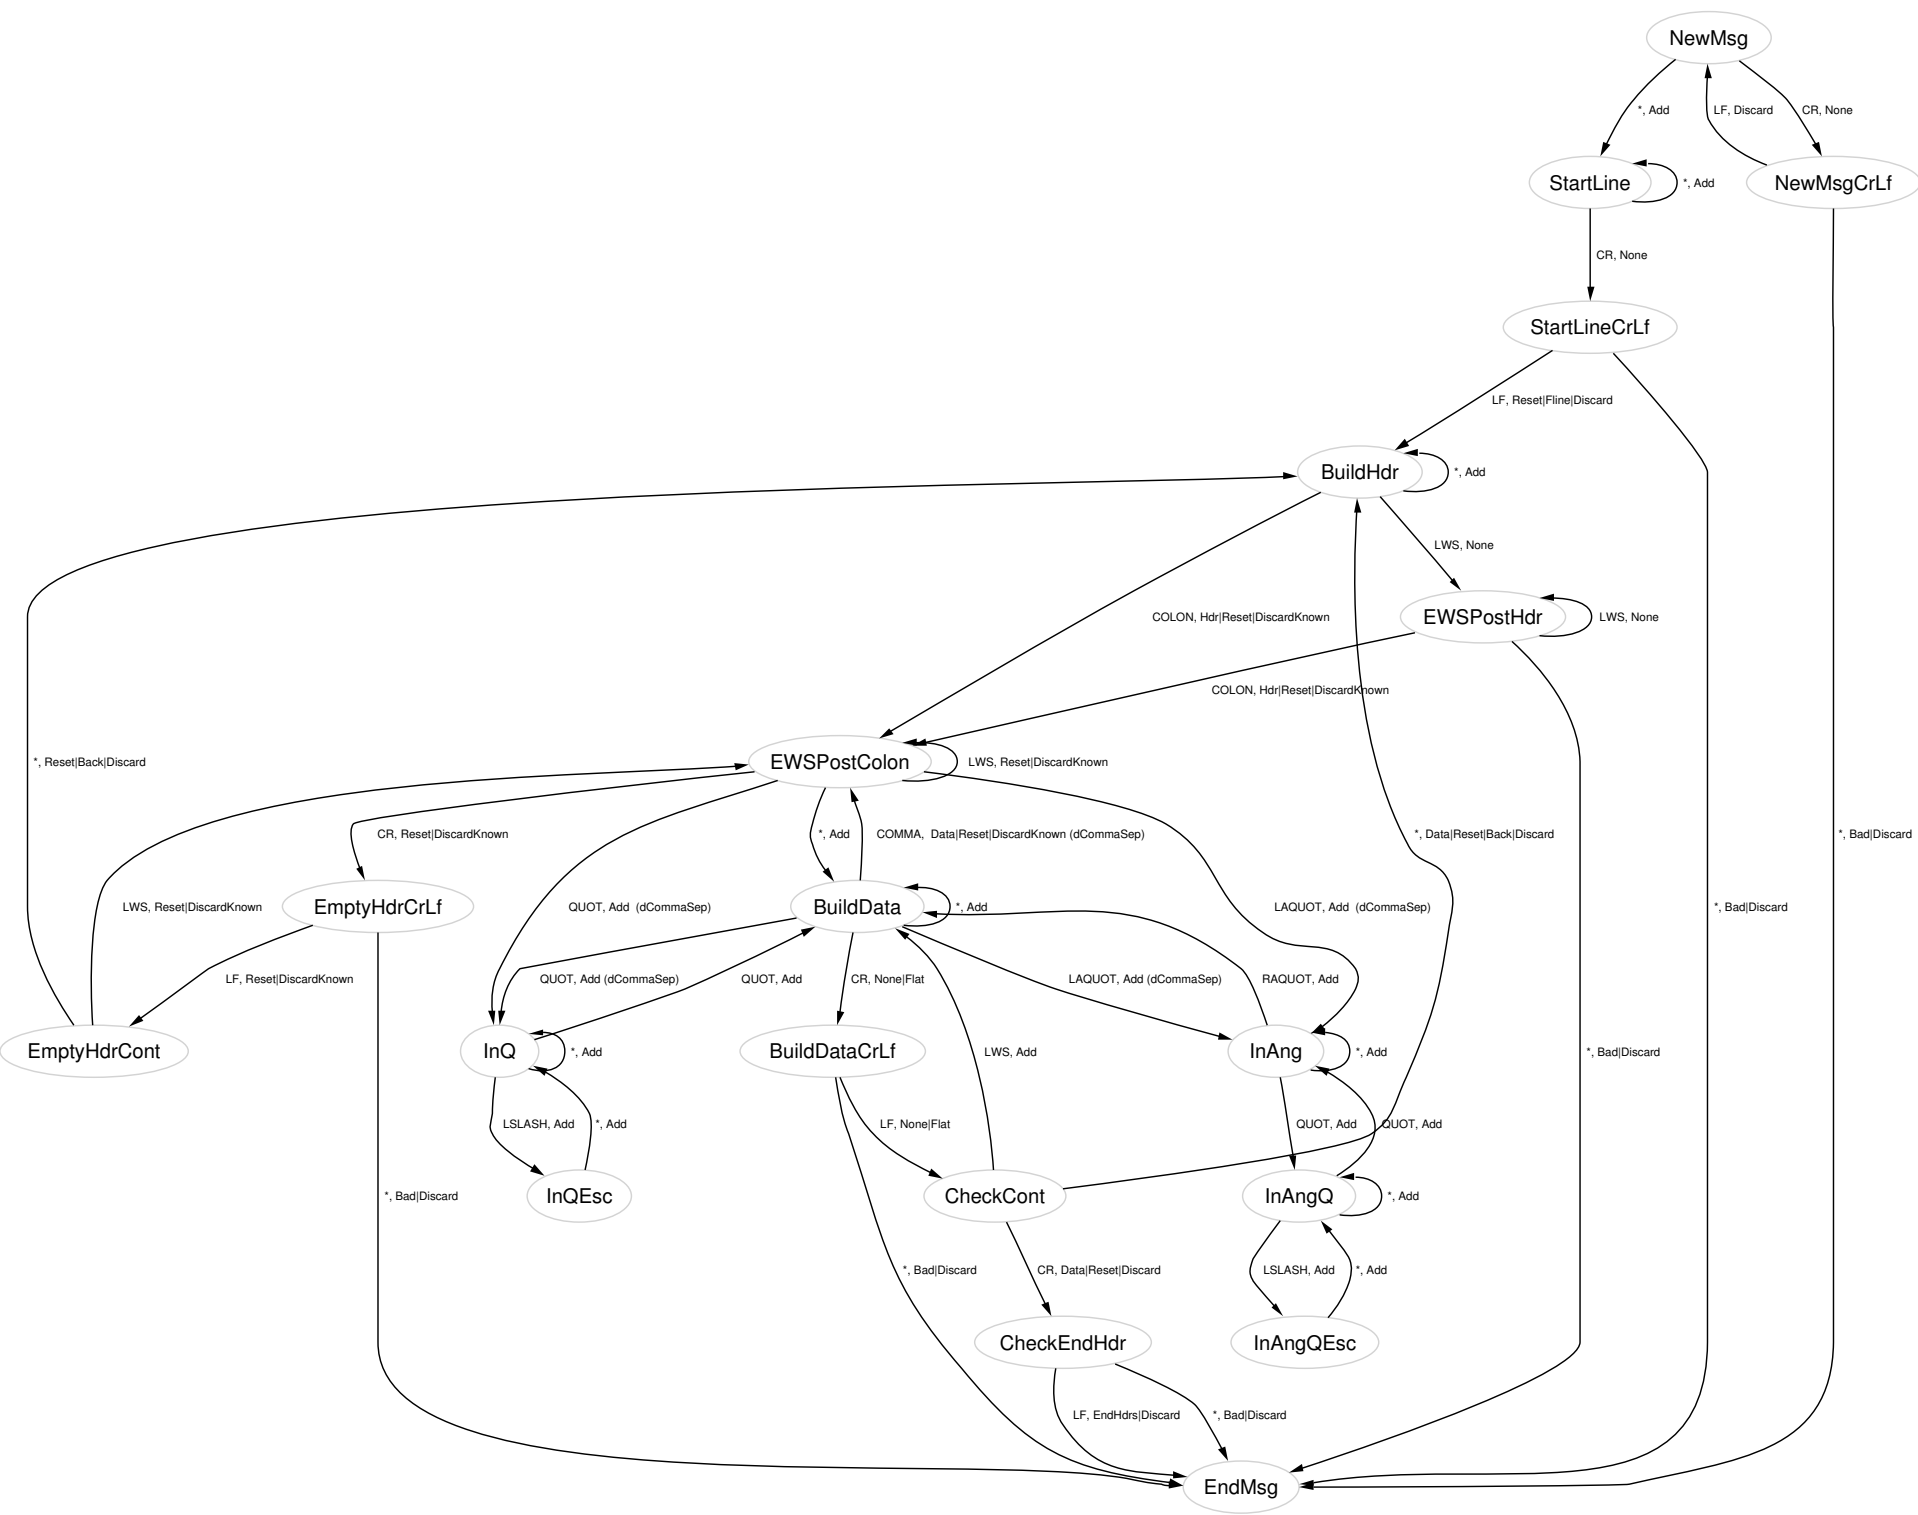 NewMsg
*, Add
LF, Discard
CR, None
StartLine
*, Add
NewMsgCrLf
CR, None
StartLineCrLf
LF, Reset|Fline|Discard
BuildHdr
*, Add
LWS, None
COLON, Hdr|Reset|DiscardKnown
EWSPostHdr
LWS, None
COLON, Hdr|Reset|DiscardKnown
*, Reset|Back|Discard
EWSPostColon
LWS, Reset|DiscardKnown
CR, Reset|DiscardKnown
*, Add
COMMA,  Data|Reset|DiscardKnown (dCommaSep)
*, Data|Reset|Back|Discard
*, Bad|Discard
LWS, Reset|DiscardKnown
EmptyHdrCrLf
QUOT, Add  (dCommaSep)
BuildData
*, Add
LAQUOT, Add  (dCommaSep)
*, Bad|Discard
LF, Reset|DiscardKnown
QUOT, Add (dCommaSep)
QUOT, Add
CR, None|Flat
LAQUOT, Add (dCommaSep)
RAQUOT, Add
EmptyHdrCont
InQ
*, Add
BuildDataCrLf
LWS, Add
InAng
*, Add
*, Bad|Discard
LSLASH, Add
*, Add
LF, None|Flat
QUOT, Add
QUOT, Add
*, Bad|Discard
InQEsc
CheckCont
InAngQ
*, Add
*, Bad|Discard
CR, Data|Reset|Discard
LSLASH, Add
*, Add
CheckEndHdr
InAngQEsc
LF, EndHdrs|Discard
*, Bad|Discard
EndMsg